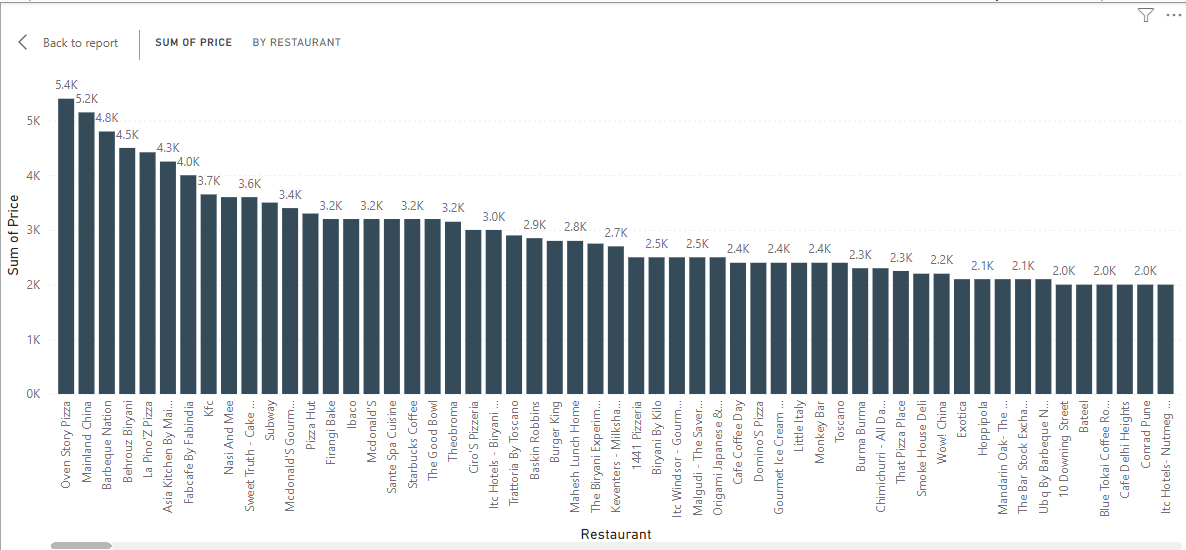 Back to report
SUM OF PRICE
BY RESTAURANT
5.4K
5.2K
4.8K
4.5K
4.3K
4.0K
3.7K
3.6K
3.4K
3.2K
3.2K
3.2K
3.2K
3.0K
2.9K
2.8K
2.7K
2.5K
2.5K
2.4K
2.4K
2.4K
2.3K
2.3K
2.2K
2.1K
2.1K
2.0K
2.0K
2.0K
5K
4K
3K
2K
1K
0K
Sum of Price
Oven Story Pizza
Mainland China
Barbeque Nation
Behrouz Biryani
La Pino'Z Pizza
Asia Kitchen By Mai...
Fabcafe By Fabindia
Kfc
Nasi And Mee
Sweet Truth - Cake ...
Subway
Mcdonald'S Gourm...
Pizza Hut
Firangi Bake
Ibaco
Mcdonald'S
Sante Spa Cuisine
Starbucks Coffee
The Good Bowl
Theobroma
Ciro'S Pizzeria
Itc Hotels - Biryani ...
Trattoria By Toscano
Baskin Robbins
Burger King
Mahesh Lunch Home
The Biryani Experim...
Keventers - Milksha...
1441 Pizzeria
Biryani By Kilo
Itc Windsor - Gourm...
Malgudi - The Saver...
Origami Japanese &...
Cafe Coffee Day
Domino'S Pizza
Gourmet Ice Cream ...
Little Italy
Monkey Bar
Toscano
Burma Burma
Chimichurri - All Da...
That Pizza Place
Smoke House Deli
Wow! China
Exotica
Hoppipola
Mandarin Oak- The ...
The Bar Stock Excha...
Ubq By Barbeque N...
10 Downing Street
Bateel
Blue Tokai Coffee Ro...
Cafe Delhi Heights
Conrad Pune
Itc Hotels- Nutmeg ...
Restaurant